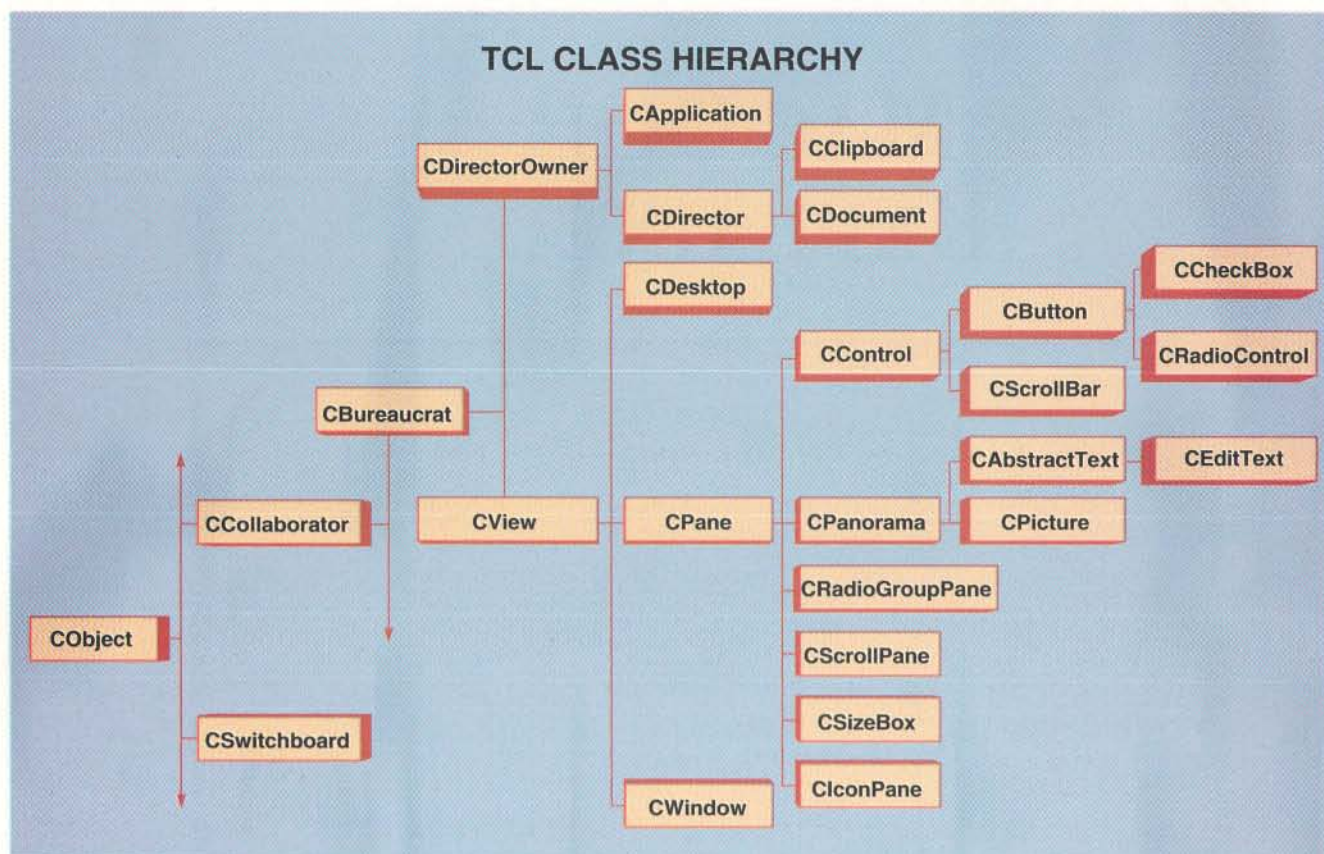 TCL CLASS HIERARCHY
CApplication
CDirectorOwner
CClipboard
CDirector
CDocument
CDesktop
CCheckBox
CButton
CControl
CRadioControl
CScrollBar
CBureaucrat
CAbstractText
CEditText
CCollaborator
CView
CPane
CPanorama
CPicture
CRadioGroupPane
CObject
CScrollPane
CSizeBox
CSwitchboard
CIconPane
CWindow